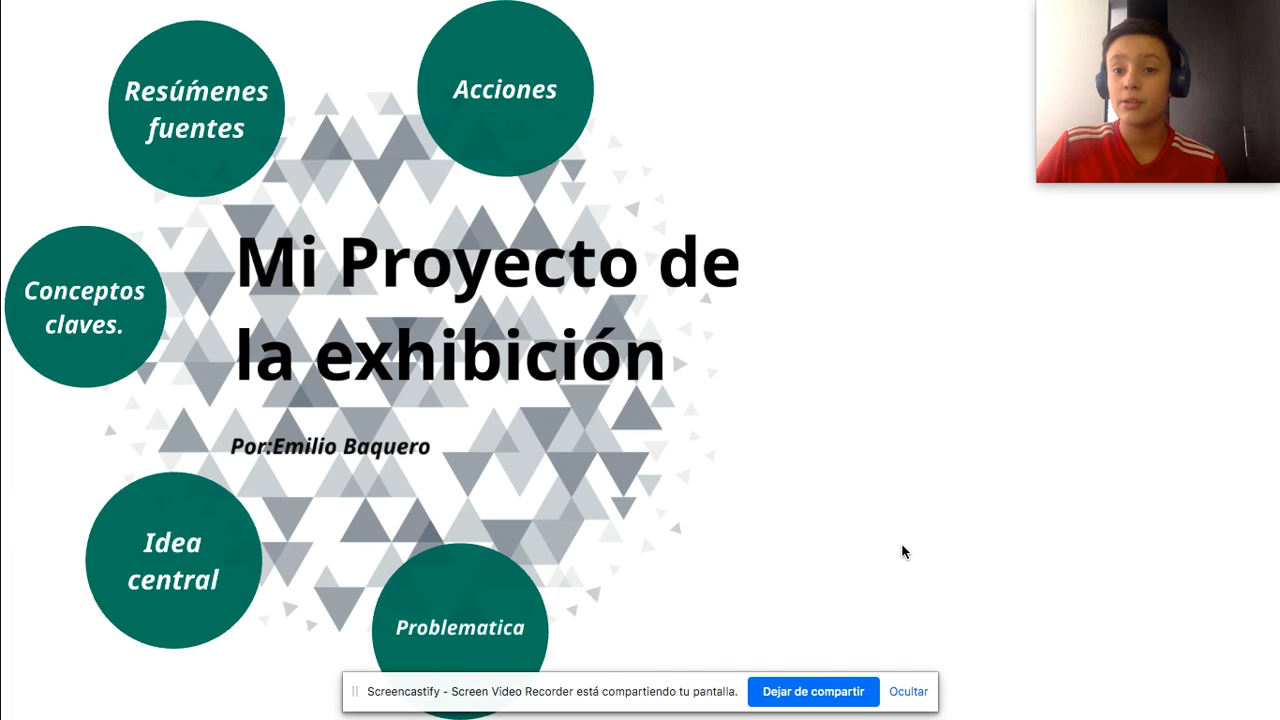 Resúmenes
fuentes
Acciones
Conceptos
claves.
Mi Proyecto de
la exhibición
Por:Emilio Baquero
Idea
central
Problematica
Screencastify - Screen Video Recorder está compartiendo tu pantalla.
Dejar de compartir
Ocultar